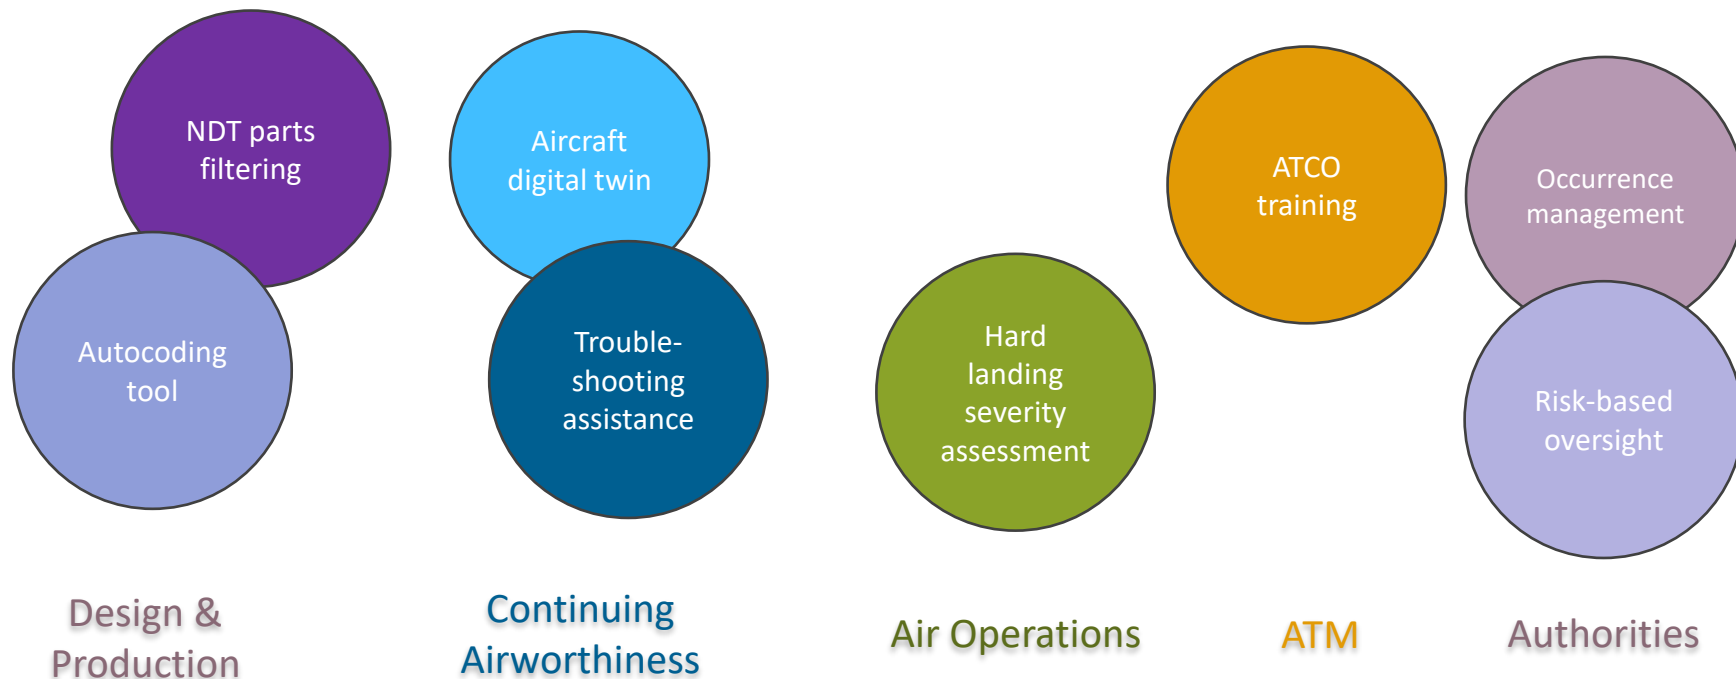 NDT parts
filtering
Autocoding
tool
Aircraft
digital twin
Trouble-
shooting
assistance
Hard
landing
severity
assessment
ATCO
training
Occurrence
management
Risk-based
oversight
Design &
Production
Continuing
Airworthiness
Air Operations
ATM
Authorities